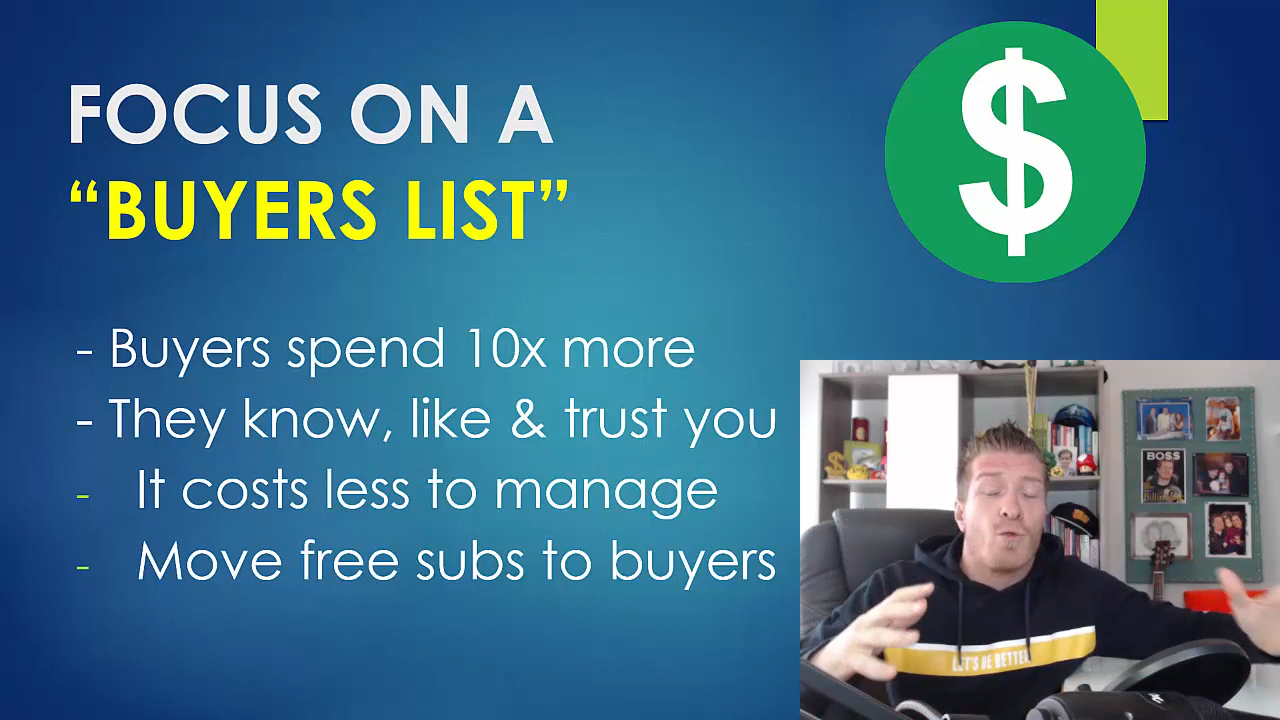 FOCUS ON A
“BUYERS LIST”
$
- Buyers spend 10x more
- They know, like & trust you
- It costs less to manage
- Move free subs to buyers
BOSS
LET'S BE BETTER